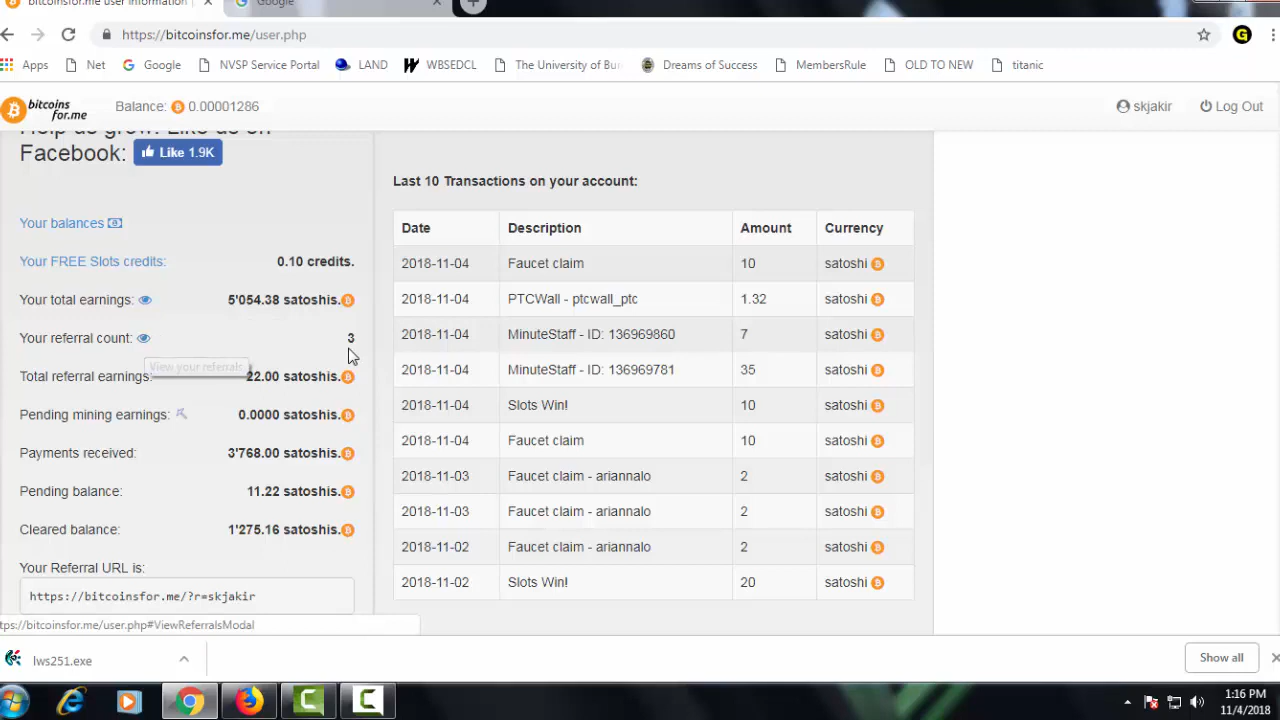 bitcoinsfor.me user information
Google
https://bitcoinsfor.me/user.php
G
Apps Net Google NVSP Service Portal LAND WBSEDCL The University of Bu Dreams of Success MembersRule OLD TO NEW titanic
bitcoins for.me Balance: 0.00001286 skjakir Log Out
Help us grow! Like us on
Facebook: Like 1.9K
Your balances
Your FREE Slots credits: 0.10 credits.
Your total earnings: 5'054.38 satoshis.
Your referral count: 3
View your referrals
Total referral earnings: 22.00 satoshis.
Pending mining earnings: 0.0000 satoshis.
Payments received: 3'768.00 satoshis.
Pending balance: 11.22 satoshis.
Cleared balance: 1'275.16 satoshis.
Your Referral URL is:
https://bitcoinsfor.me/?r=skjakir
Last 10 Transactions on your account:
Date Description Amount Currency
2018-11-04 Faucet claim 10 satoshi
2018-11-04 PTCWall - ptcwall_ptc 1.32 satoshi
2018-11-04 MinuteStaff - ID: 136969860 7 satoshi
2018-11-04 MinuteStaff - ID: 136969781 35 satoshi
2018-11-04 Slots Win! 10 satoshi
2018-11-04 Faucet claim 10 satoshi
2018-11-03 Faucet claim - ariannalo 2 satoshi
2018-11-03 Faucet claim - ariannalo 2 satoshi
2018-11-02 Faucet claim - ariannalo 2 satoshi
2018-11-02 Slots Win! 20 satoshi
tps://bitcoinsfor.me/user.php#ViewReferralsModal
lws251.exe
Show all
1:16 PM
11/4/2018